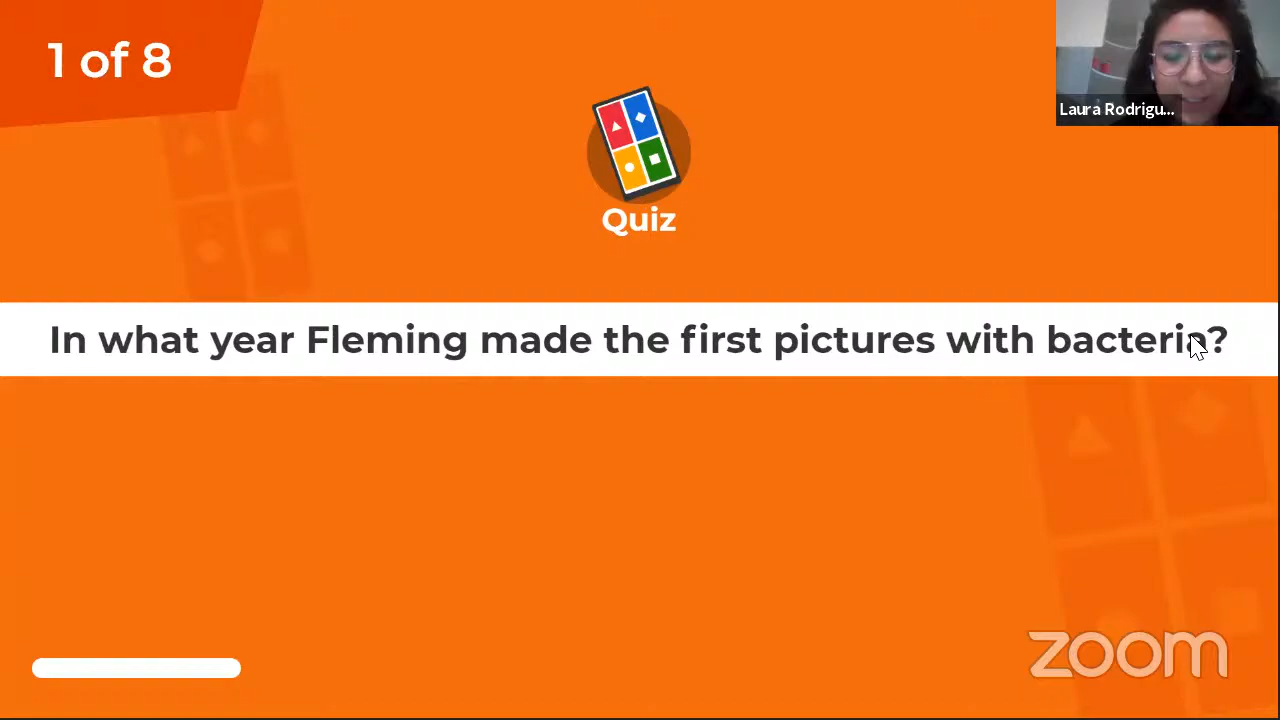 1 of 8
Laura Rodrigu...
Quiz
In what year Fleming made the first pictures with bacteria?
zoom